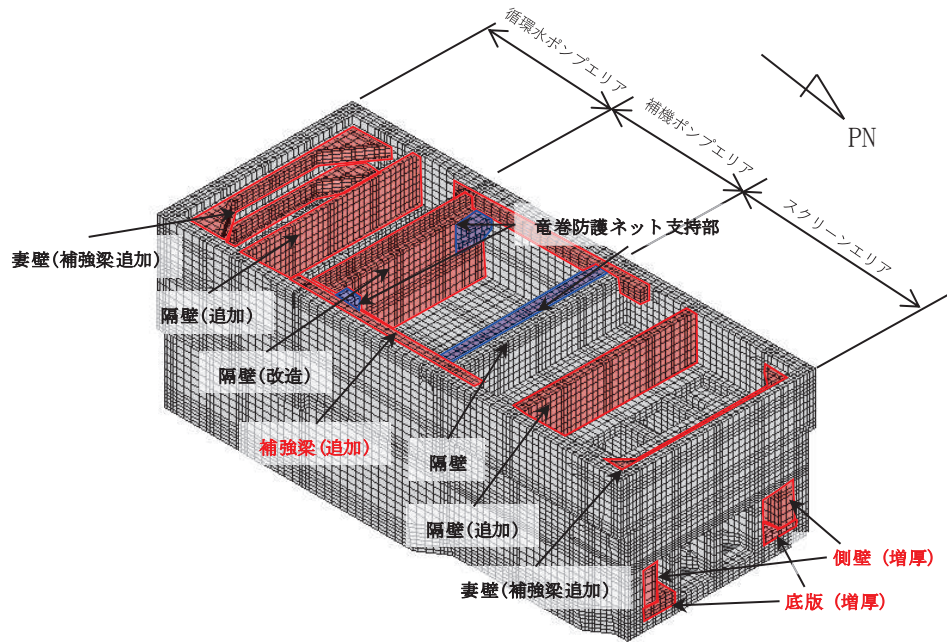 循環水ポンプエリア
補機ポンプエリア
スクリーンエリア
PN
竜巻防護ネット支持部
妻壁(補強梁追加)
隔壁(追加)
隔壁(改造)
補強梁(追加)
隔壁
隔壁(追加)
妻壁(補強梁追加)
側壁 (増厚)
底版 (増厚)